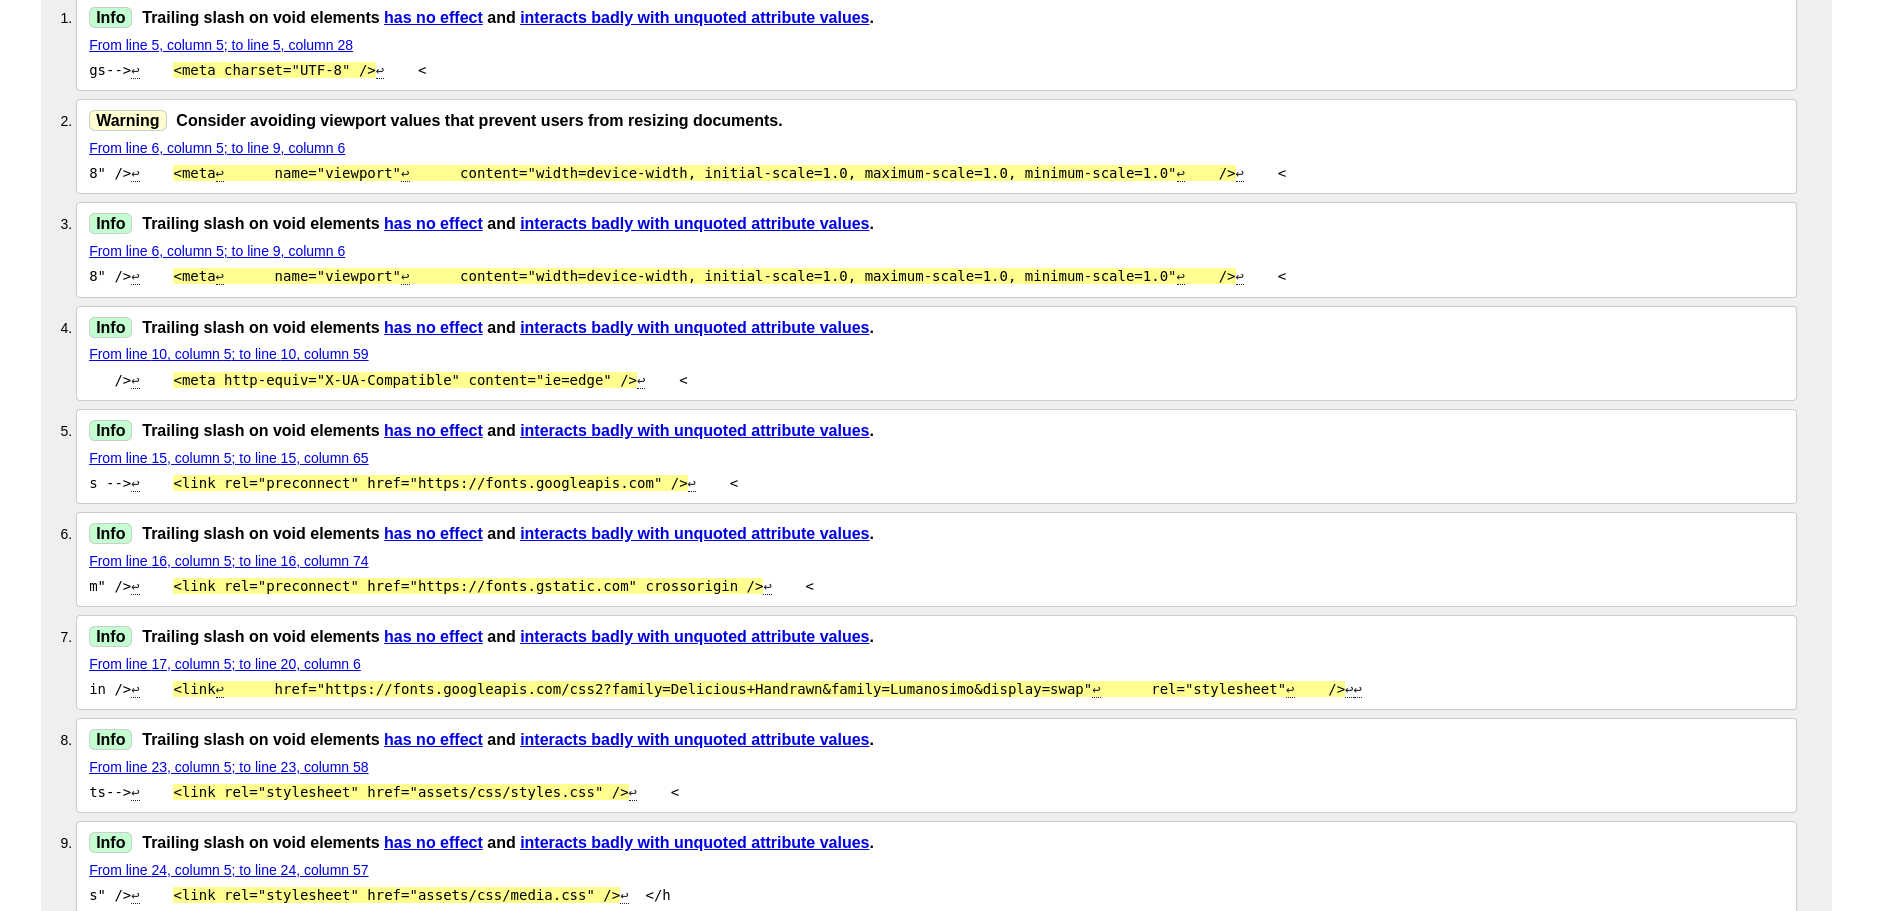 1. Info Trailing slash on void elements has no effect and interacts badly with unquoted attribute values.
From line 5, column 5; to line 5, column 28
gs-->↩    <meta charset="UTF-8" />↩    <
2. Warning Consider avoiding viewport values that prevent users from resizing documents.
From line 6, column 5; to line 9, column 6
8" />↩    <meta↩      name="viewport"↩      content="width=device-width, initial-scale=1.0, maximum-scale=1.0, minimum-scale=1.0"↩    />↩    <
3. Info Trailing slash on void elements has no effect and interacts badly with unquoted attribute values.
From line 6, column 5; to line 9, column 6
8" />↩    <meta↩      name="viewport"↩      content="width=device-width, initial-scale=1.0, maximum-scale=1.0, minimum-scale=1.0"↩    />↩    <
4. Info Trailing slash on void elements has no effect and interacts badly with unquoted attribute values.
From line 10, column 5; to line 10, column 59
   />↩    <meta http-equiv="X-UA-Compatible" content="ie=edge" />↩    <
5. Info Trailing slash on void elements has no effect and interacts badly with unquoted attribute values.
From line 15, column 5; to line 15, column 65
s -->↩    <link rel="preconnect" href="https://fonts.googleapis.com" />↩    <
6. Info Trailing slash on void elements has no effect and interacts badly with unquoted attribute values.
From line 16, column 5; to line 16, column 74
m" />↩    <link rel="preconnect" href="https://fonts.gstatic.com" crossorigin />↩    <
7. Info Trailing slash on void elements has no effect and interacts badly with unquoted attribute values.
From line 17, column 5; to line 20, column 6
in />↩    <link↩      href="https://fonts.googleapis.com/css2?family=Delicious+Handrawn&family=Lumanosimo&display=swap"↩      rel="stylesheet"↩    />↩↩
8. Info Trailing slash on void elements has no effect and interacts badly with unquoted attribute values.
From line 23, column 5; to line 23, column 58
ts-->↩    <link rel="stylesheet" href="assets/css/styles.css" />↩    <
9. Info Trailing slash on void elements has no effect and interacts badly with unquoted attribute values.
From line 24, column 5; to line 24, column 57
s" />↩    <link rel="stylesheet" href="assets/css/media.css" />↩  </h